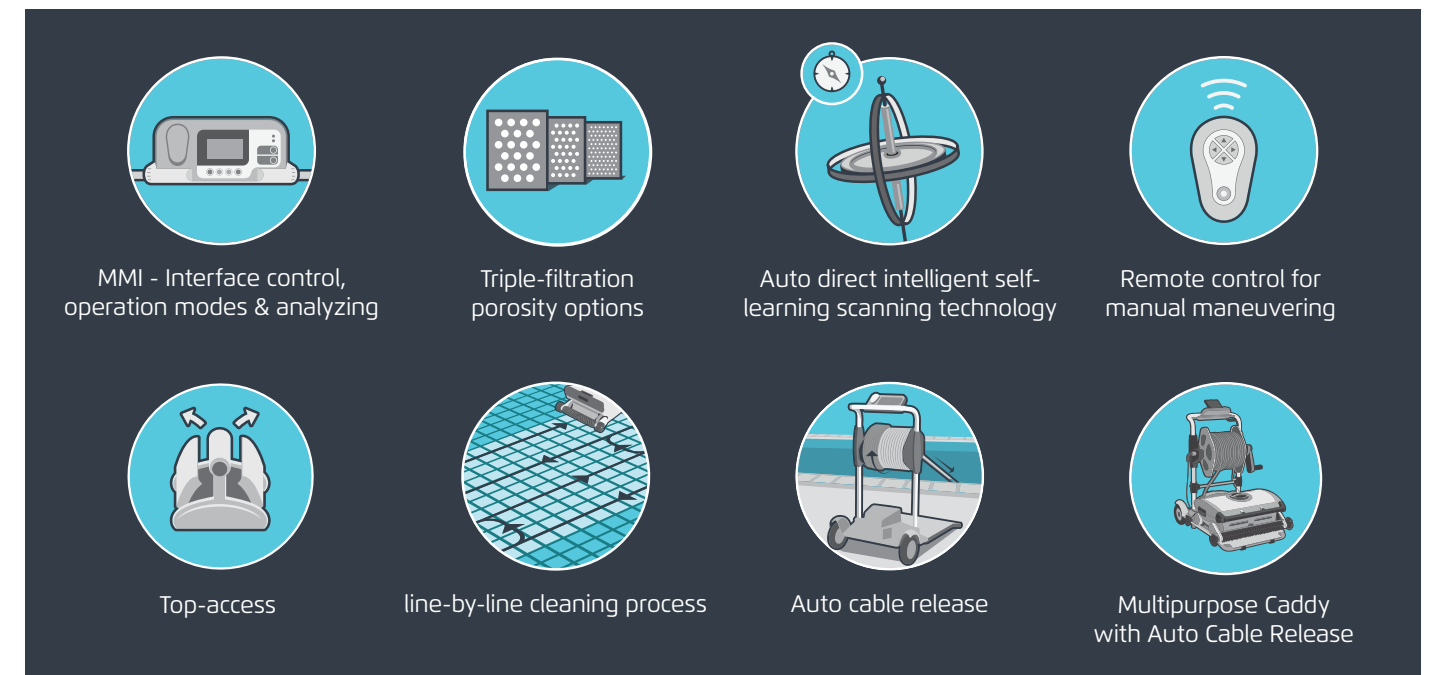 MMI - Interface control,
operation modes & analyzing
Triple-filtration
porosity options
Auto direct intelligent self-
learning scanning technology
Remote control for
manual maneuvering
Top-access
line-by-line cleaning process
Auto cable release
Multipurpose Caddy
with Auto Cable Release